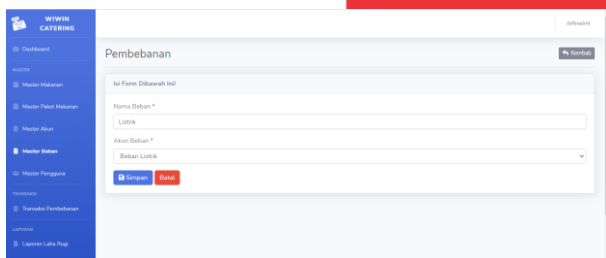 WIWIN
CATERING
Dashboard
MASTER
Master Makanan
Master Paket Makanan
Master Akun
Master Beban
Master Pengguna
TRANSAKSI
Transaksi Pembebanan
LAPORAN
Laporan Laba Rugi
Pembebanan
Kembali
Isi Form Dibawah Ini!
Nama Beban *
Listrik
Akun Beban *
Beban Listrik
Simpan
Batal